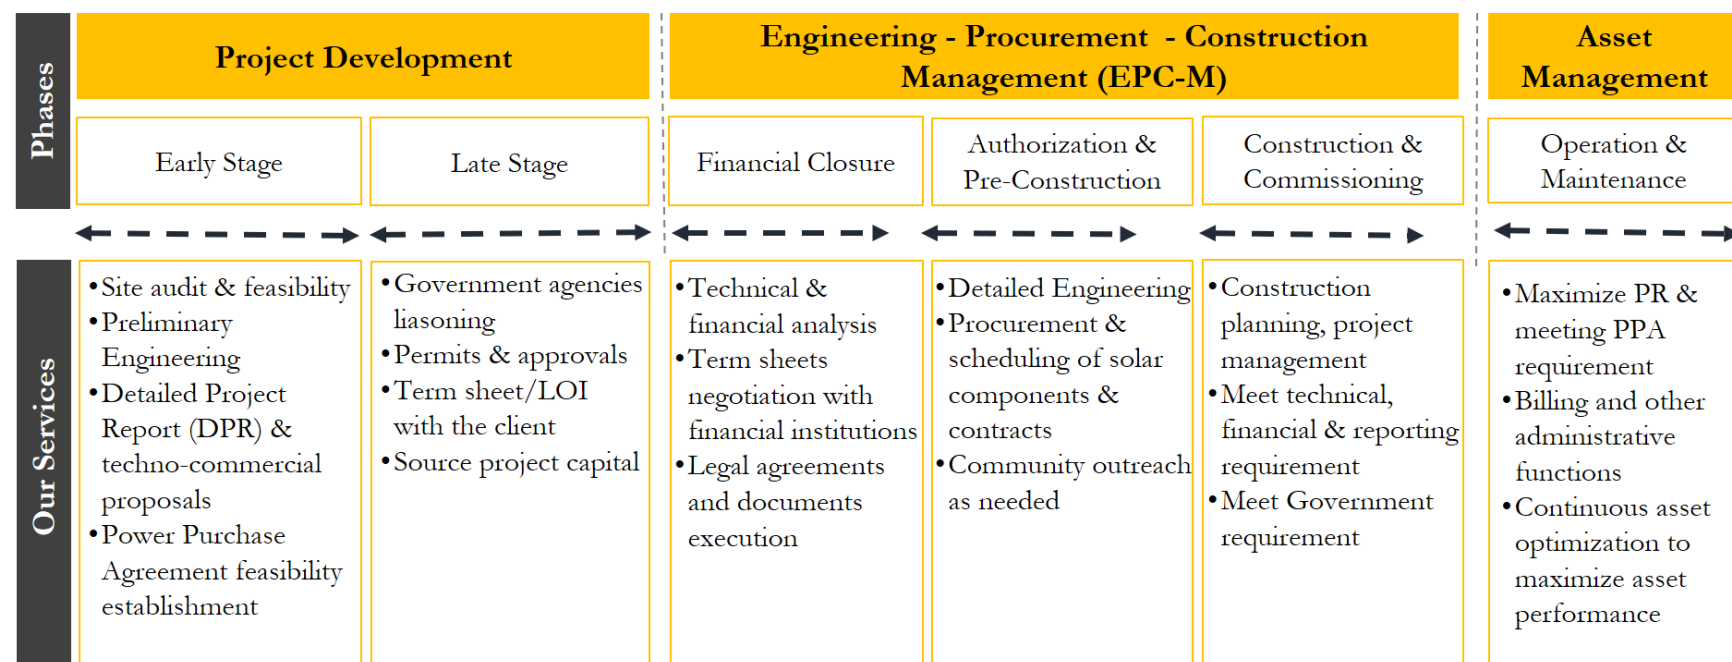 Phases
Project Development
Engineering - Procurement - Construction
Management (EPC-M)
Asset
Management
Early Stage
Late Stage
Financial Closure
Authorization &
Pre-Construction
Construction &
Commissioning
Operation &
Maintenance
Our Services
•Site audit & feasibility
•Preliminary
Engineering
•Detailed Project
Report (DPR) &
techno-commercial
proposals
•Power Purchase
Agreement feasibility
establishment
•Government agencies
liasoning
•Permits & approvals
•Term sheet/LOI
with the client
•Source project capital
•Technical &
financial analysis
•Term sheets
negotiation with
financial institutions
•Legal agreements
and documents
execution
•Detailed Engineering
•Procurement &
scheduling of solar
components &
contracts
•Community outreach
as needed
•Construction
planning, project
management
•Meet technical,
financial & reporting
requirement
•Meet Government
requirement
•Maximize PR &
meeting PPA
requirement
•Billing and other
administrative
functions
•Continuous asset
optimization to
maximize asset
performance